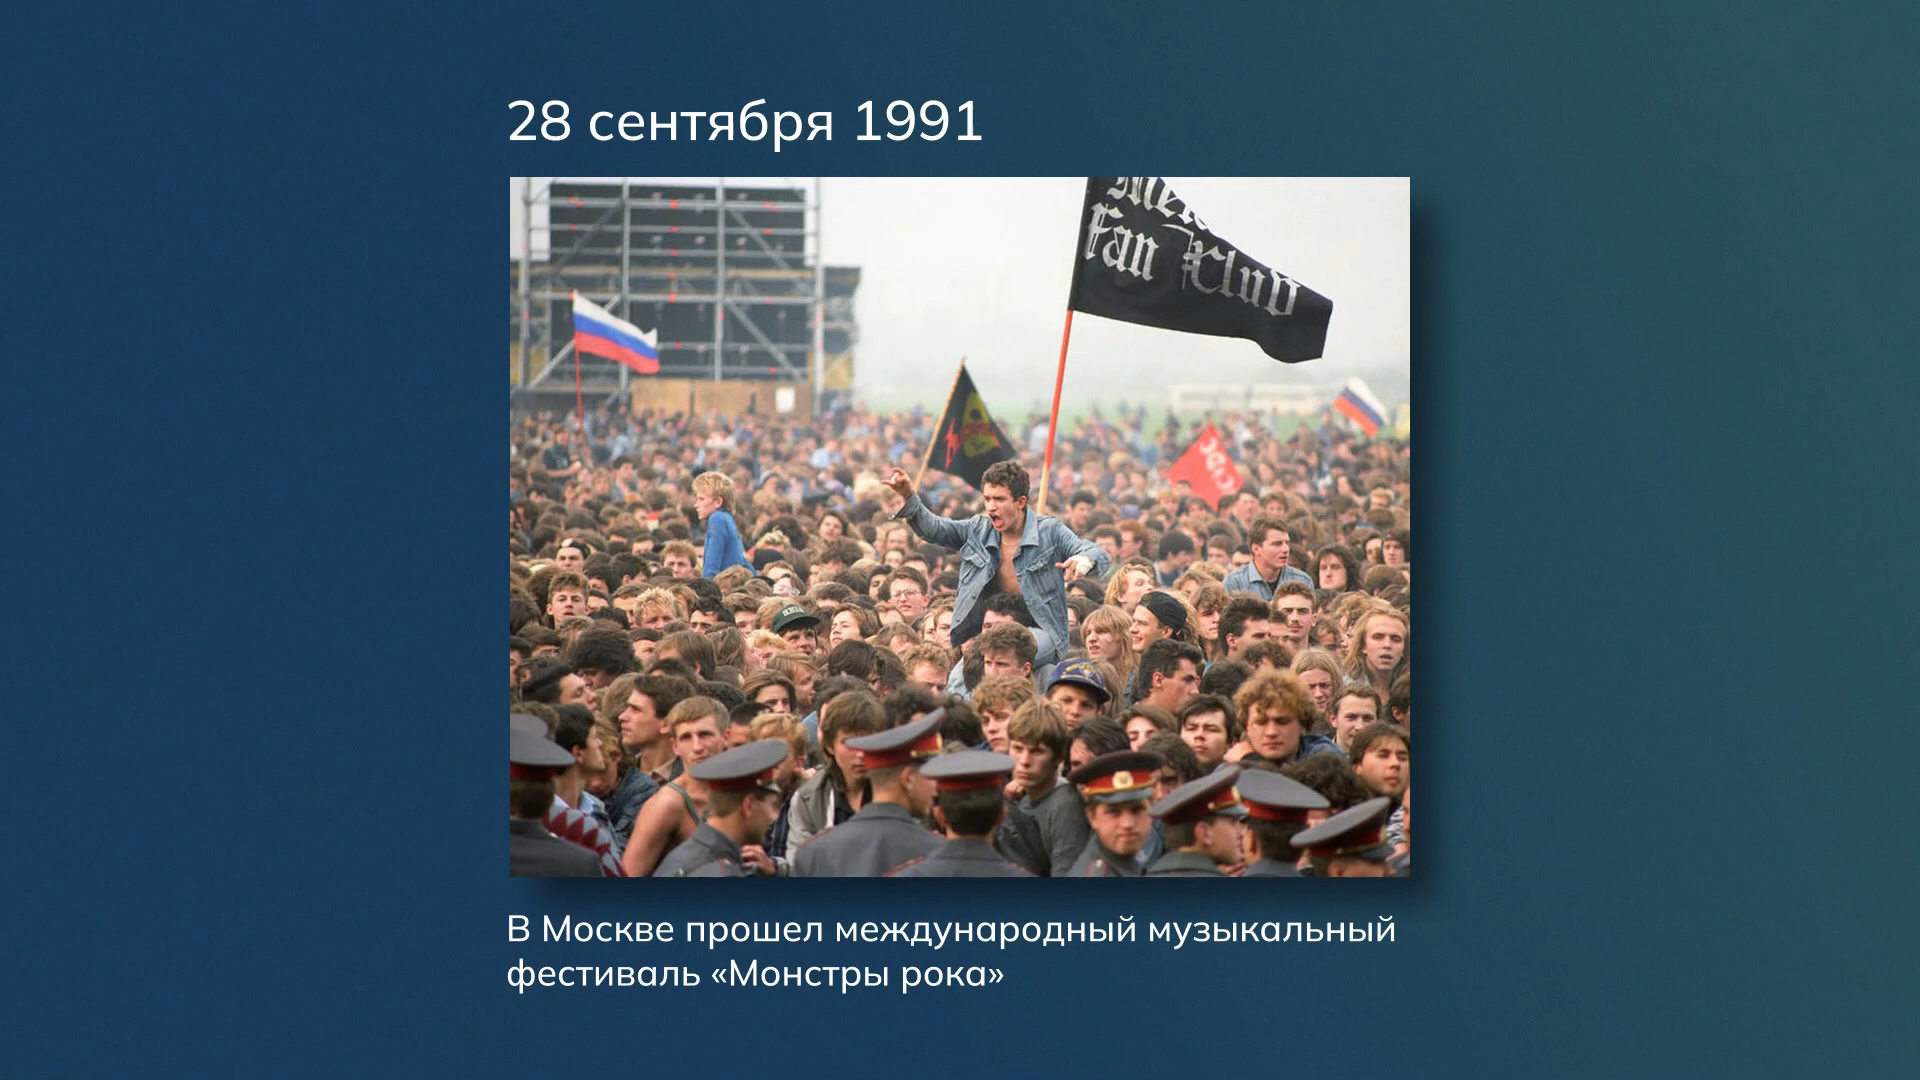 28 сентября 1991
Fan Club
В Москве прошел международный музыкальный
фестиваль «Монстры рока»